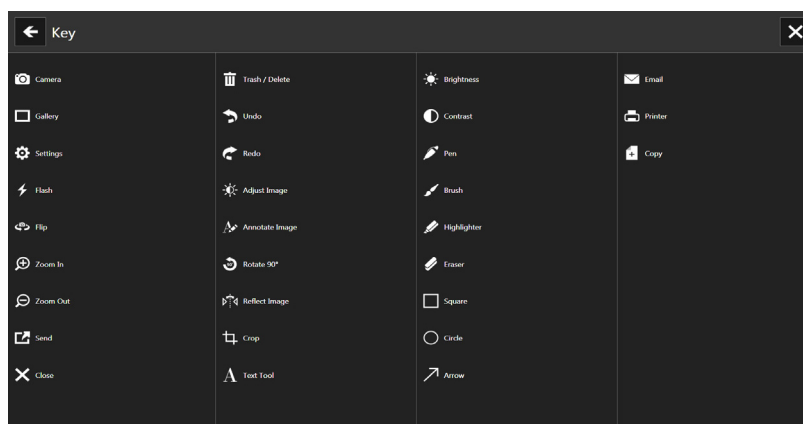 Key
Camera
Gallery
Settings
Flash
Flip
Zoom In
Zoom Out
Send
Close
Trash / Delete
Undo
Redo
Adjust Image
Annotate Image
Rotate 90°
Reflect Image
Crop
Text Tool
Brightness
Contrast
Pen
Brush
Highlighter
Eraser
Square
Circle
Arrow
Email
Printer
Copy